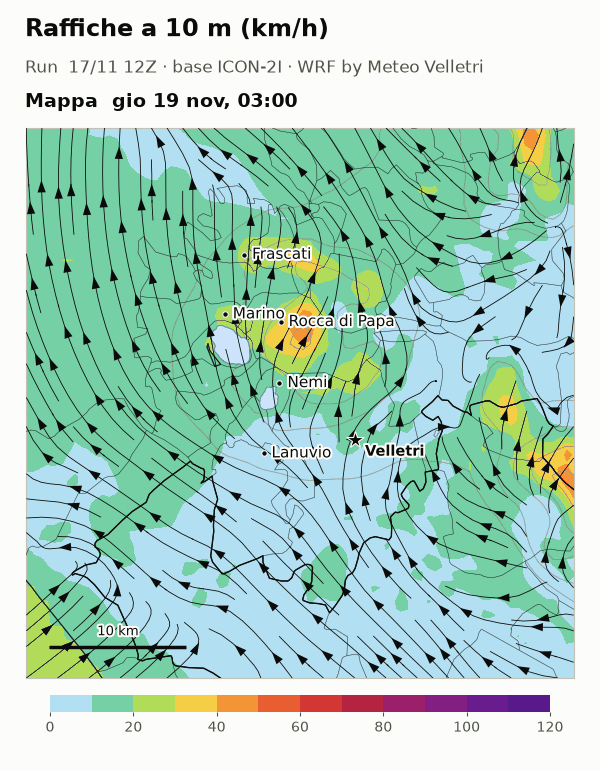 Raffiche a 10 m (km/h)
Run  17/11 12Z · base ICON-2I · WRF by Meteo Velletri
Mappa  gio 19 nov, 03:00
Frascati
Marino
Rocca di Papa
Nemi
Velletri
Lanuvio
10 km
0 20 40 60 80 100 120